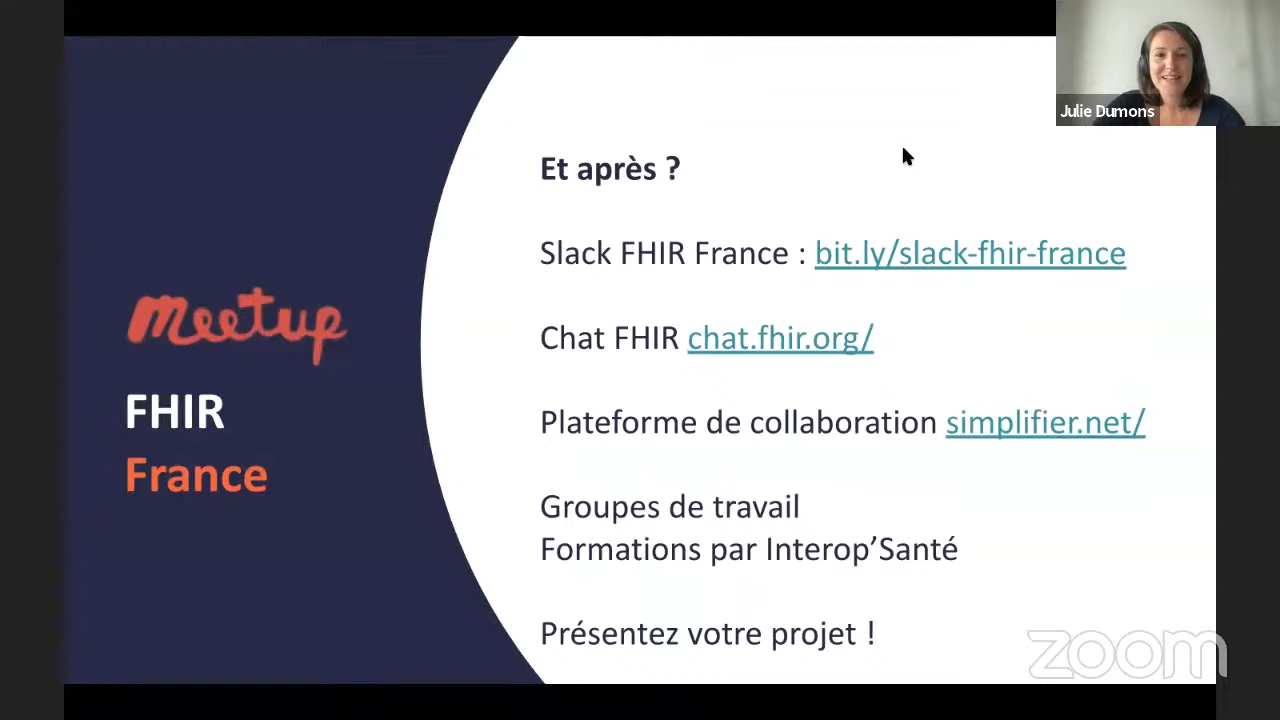 Julie Dumons
Et après ?
Slack FHIR France : bit.ly/slack-fhir-france
Chat FHIR chat.fhir.org/
Plateforme de collaboration simplifier.net/
Groupes de travail
Formations par Interop’Santé
Présentez votre projet !
meetup
FHIR
France
zoom